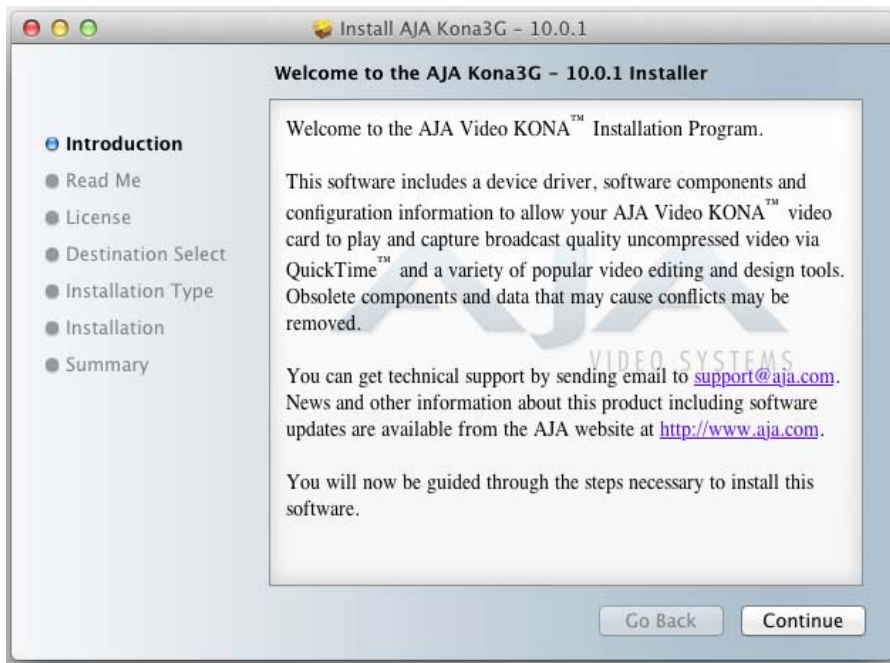 Install AJA Kona3G – 10.0.1
Welcome to the AJA Kona3G – 10.0.1 Installer
Introduction
Read Me
License
Destination Select
Installation Type
Installation
Summary
Welcome to the AJA Video KONA™ Installation Program.
This software includes a device driver, software components and
configuration information to allow your AJA Video KONA™ video
card to play and capture broadcast quality uncompressed video via
QuickTime™ and a variety of popular video editing and design tools.
Obsolete components and data that may cause conflicts may be
removed.
AJA
VIDEO SYSTEMS
You can get technical support by sending email to support@aja.com.
News and other information about this product including software
updates are available from the AJA website at http://www.aja.com.
You will now be guided through the steps necessary to install this
software.
Go Back
Continue